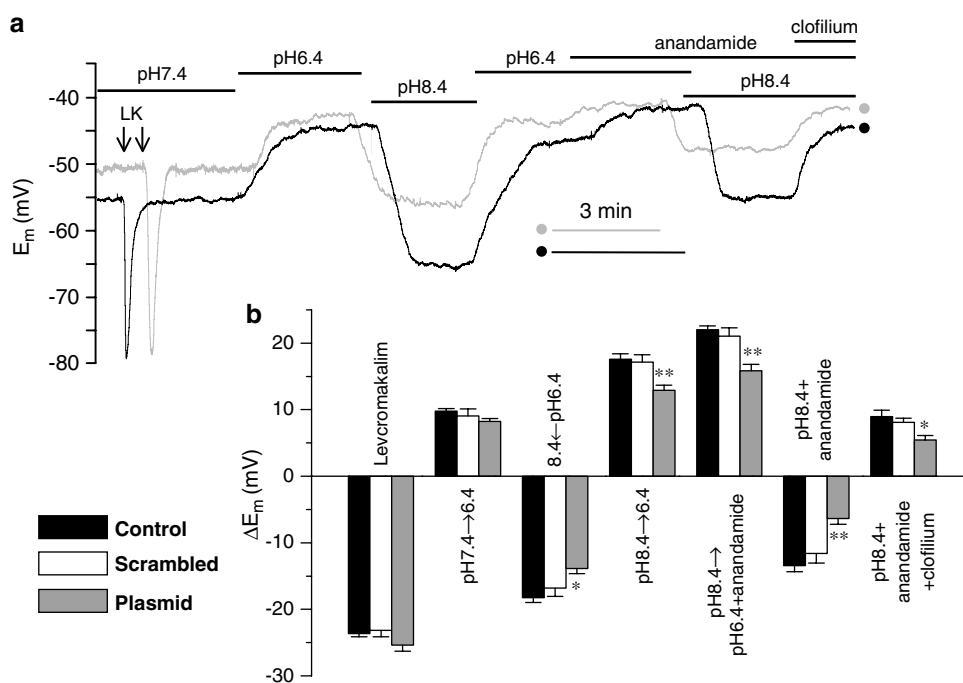 a
clofilium
anandamide
pH6.4
pH6.4
pH7.4
pH8.4
pH8.4
-40
-50
-60
-70
-80
E_m (mV)
LK
3 min
b
20
10
0
-10
-20
-30
ΔE_m (mV)
Levcromakalim
pH7.4→6.4
8.4←pH6.4
pH8.4→6.4
pH8.4→
pH6.4+anandamide
pH8.4+
anandamide
pH8.4+
anandamide
+clofilium
*
**
**
**
*
Control
Scrambled
Plasmid